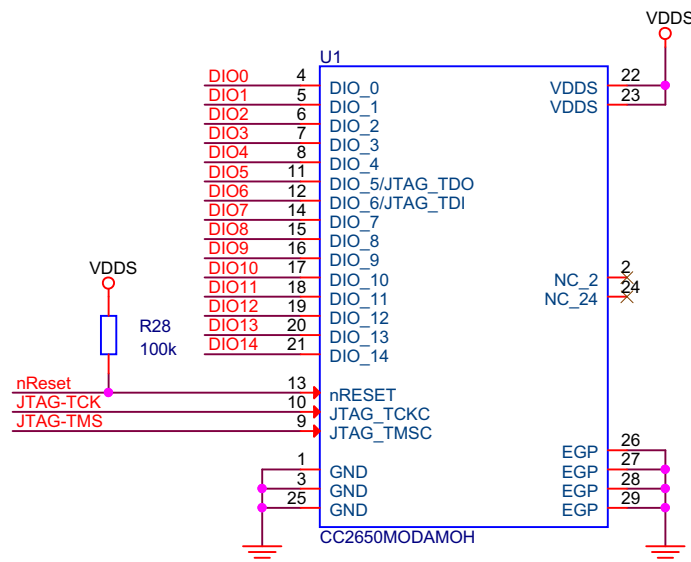 VDDS
U1
DIO0 4 DIO_0 VDDS 22
DIO1 5 DIO_1 VDDS 23
DIO2 6 DIO_2
DIO3 7 DIO_3
DIO4 8 DIO_4
DIO5 11 DIO_5/JTAG_TDO
DIO6 12 DIO_6/JTAG_TDI
DIO7 14 DIO_7
DIO8 15 DIO_8
DIO9 16 DIO_9
DIO10 17 DIO_10 NC_2 2
DIO11 18 DIO_11 NC_24 24
DIO12 19 DIO_12
DIO13 20 DIO_13
DIO14 21 DIO_14
VDDS
R28
100k
nReset 13 nRESET
JTAG-TCK 10 JTAG_TCKC
JTAG-TMS 9 JTAG_TMSC
EGP 26
1 GND EGP 27
3 GND EGP 28
25 GND EGP 29
CC2650MODAMOH